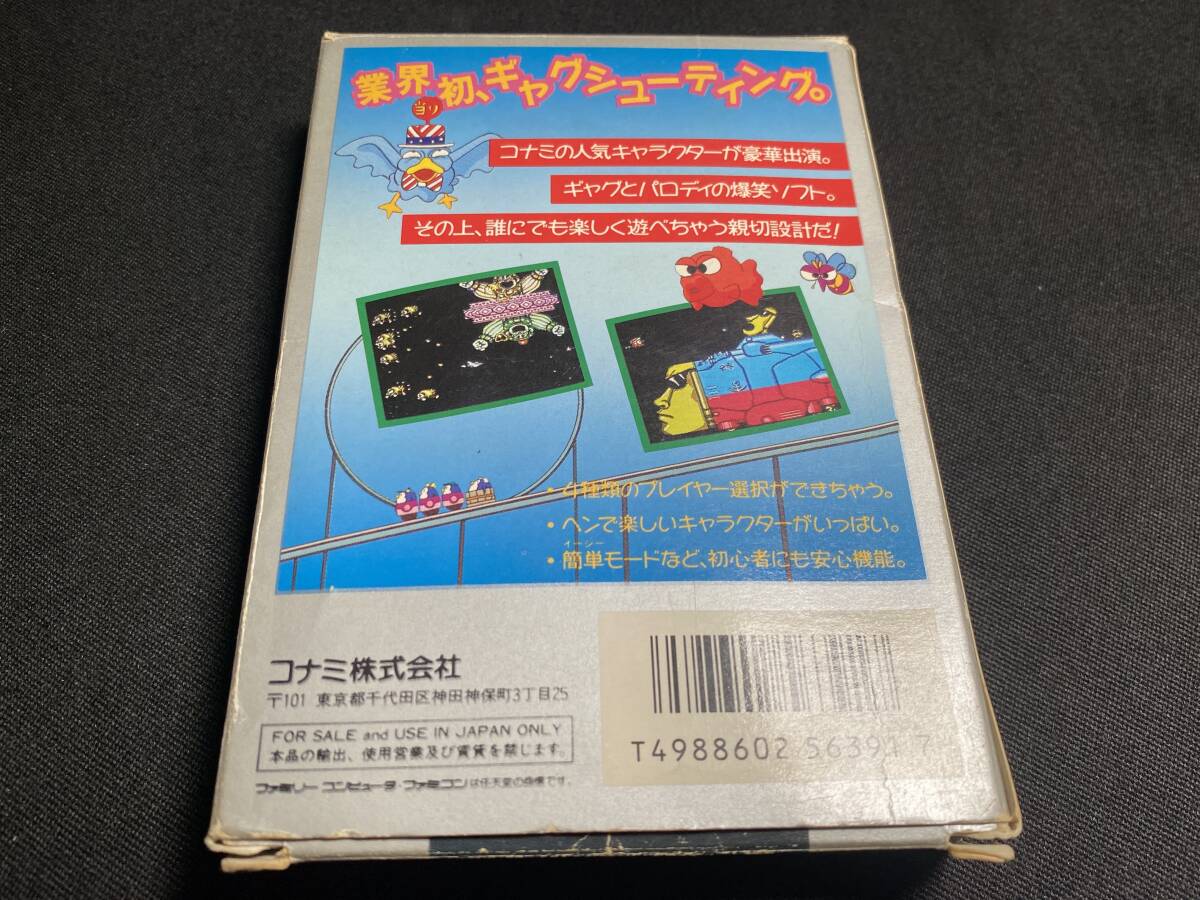 業界初、ギャグシューティング。
当ソ
コナミの人気キャラクターが豪華出演。
ギャグとパロディの爆笑ソフト。
その上、誰にでも楽しく遊べちゃう親切設計だ!
・4種類のプレイヤー選択ができちゃう。
・ヘンで楽しいキャラクターがいっぱい。
イージー
・簡単モードなど、初心者にも安心機能。
コナミ株式会社
〒101 東京都千代田区神田神保町3丁目25
FOR SALE and USE IN JAPAN ONLY
本品の輸出、使用営業及び賃貸を禁じます。
ファミリーコンピュータ・ファミコンは任天堂の商標です。
T4988602 563917